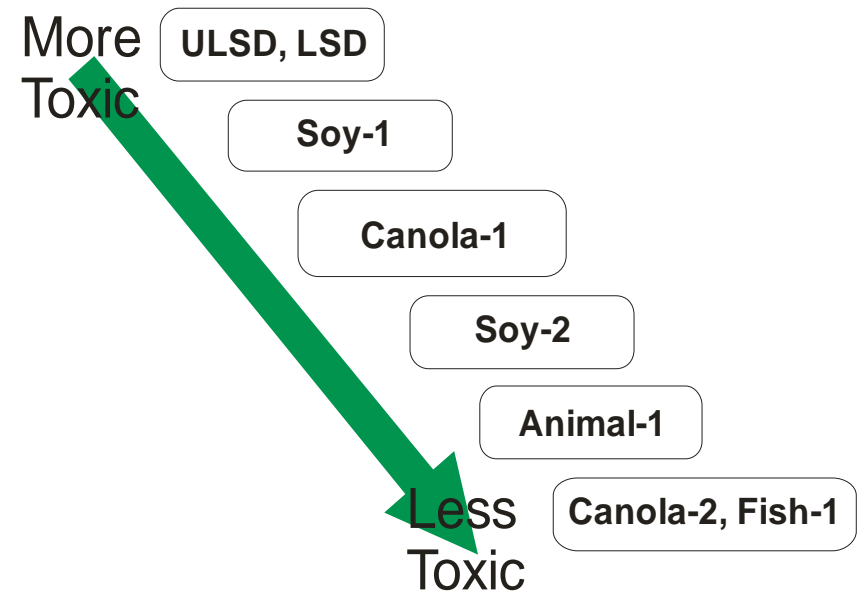 More
Toxic
ULSD, LSD
Soy-1
Canola-1
Soy-2
Animal-1
Less
Toxic
Canola-2, Fish-1